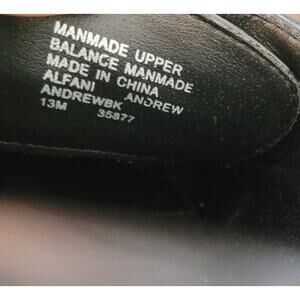 MANMADE UPPER
BALANCE MANMADE
MADE IN CHINA
ALFANI ANDREW
ANDREWBK
13M 35877